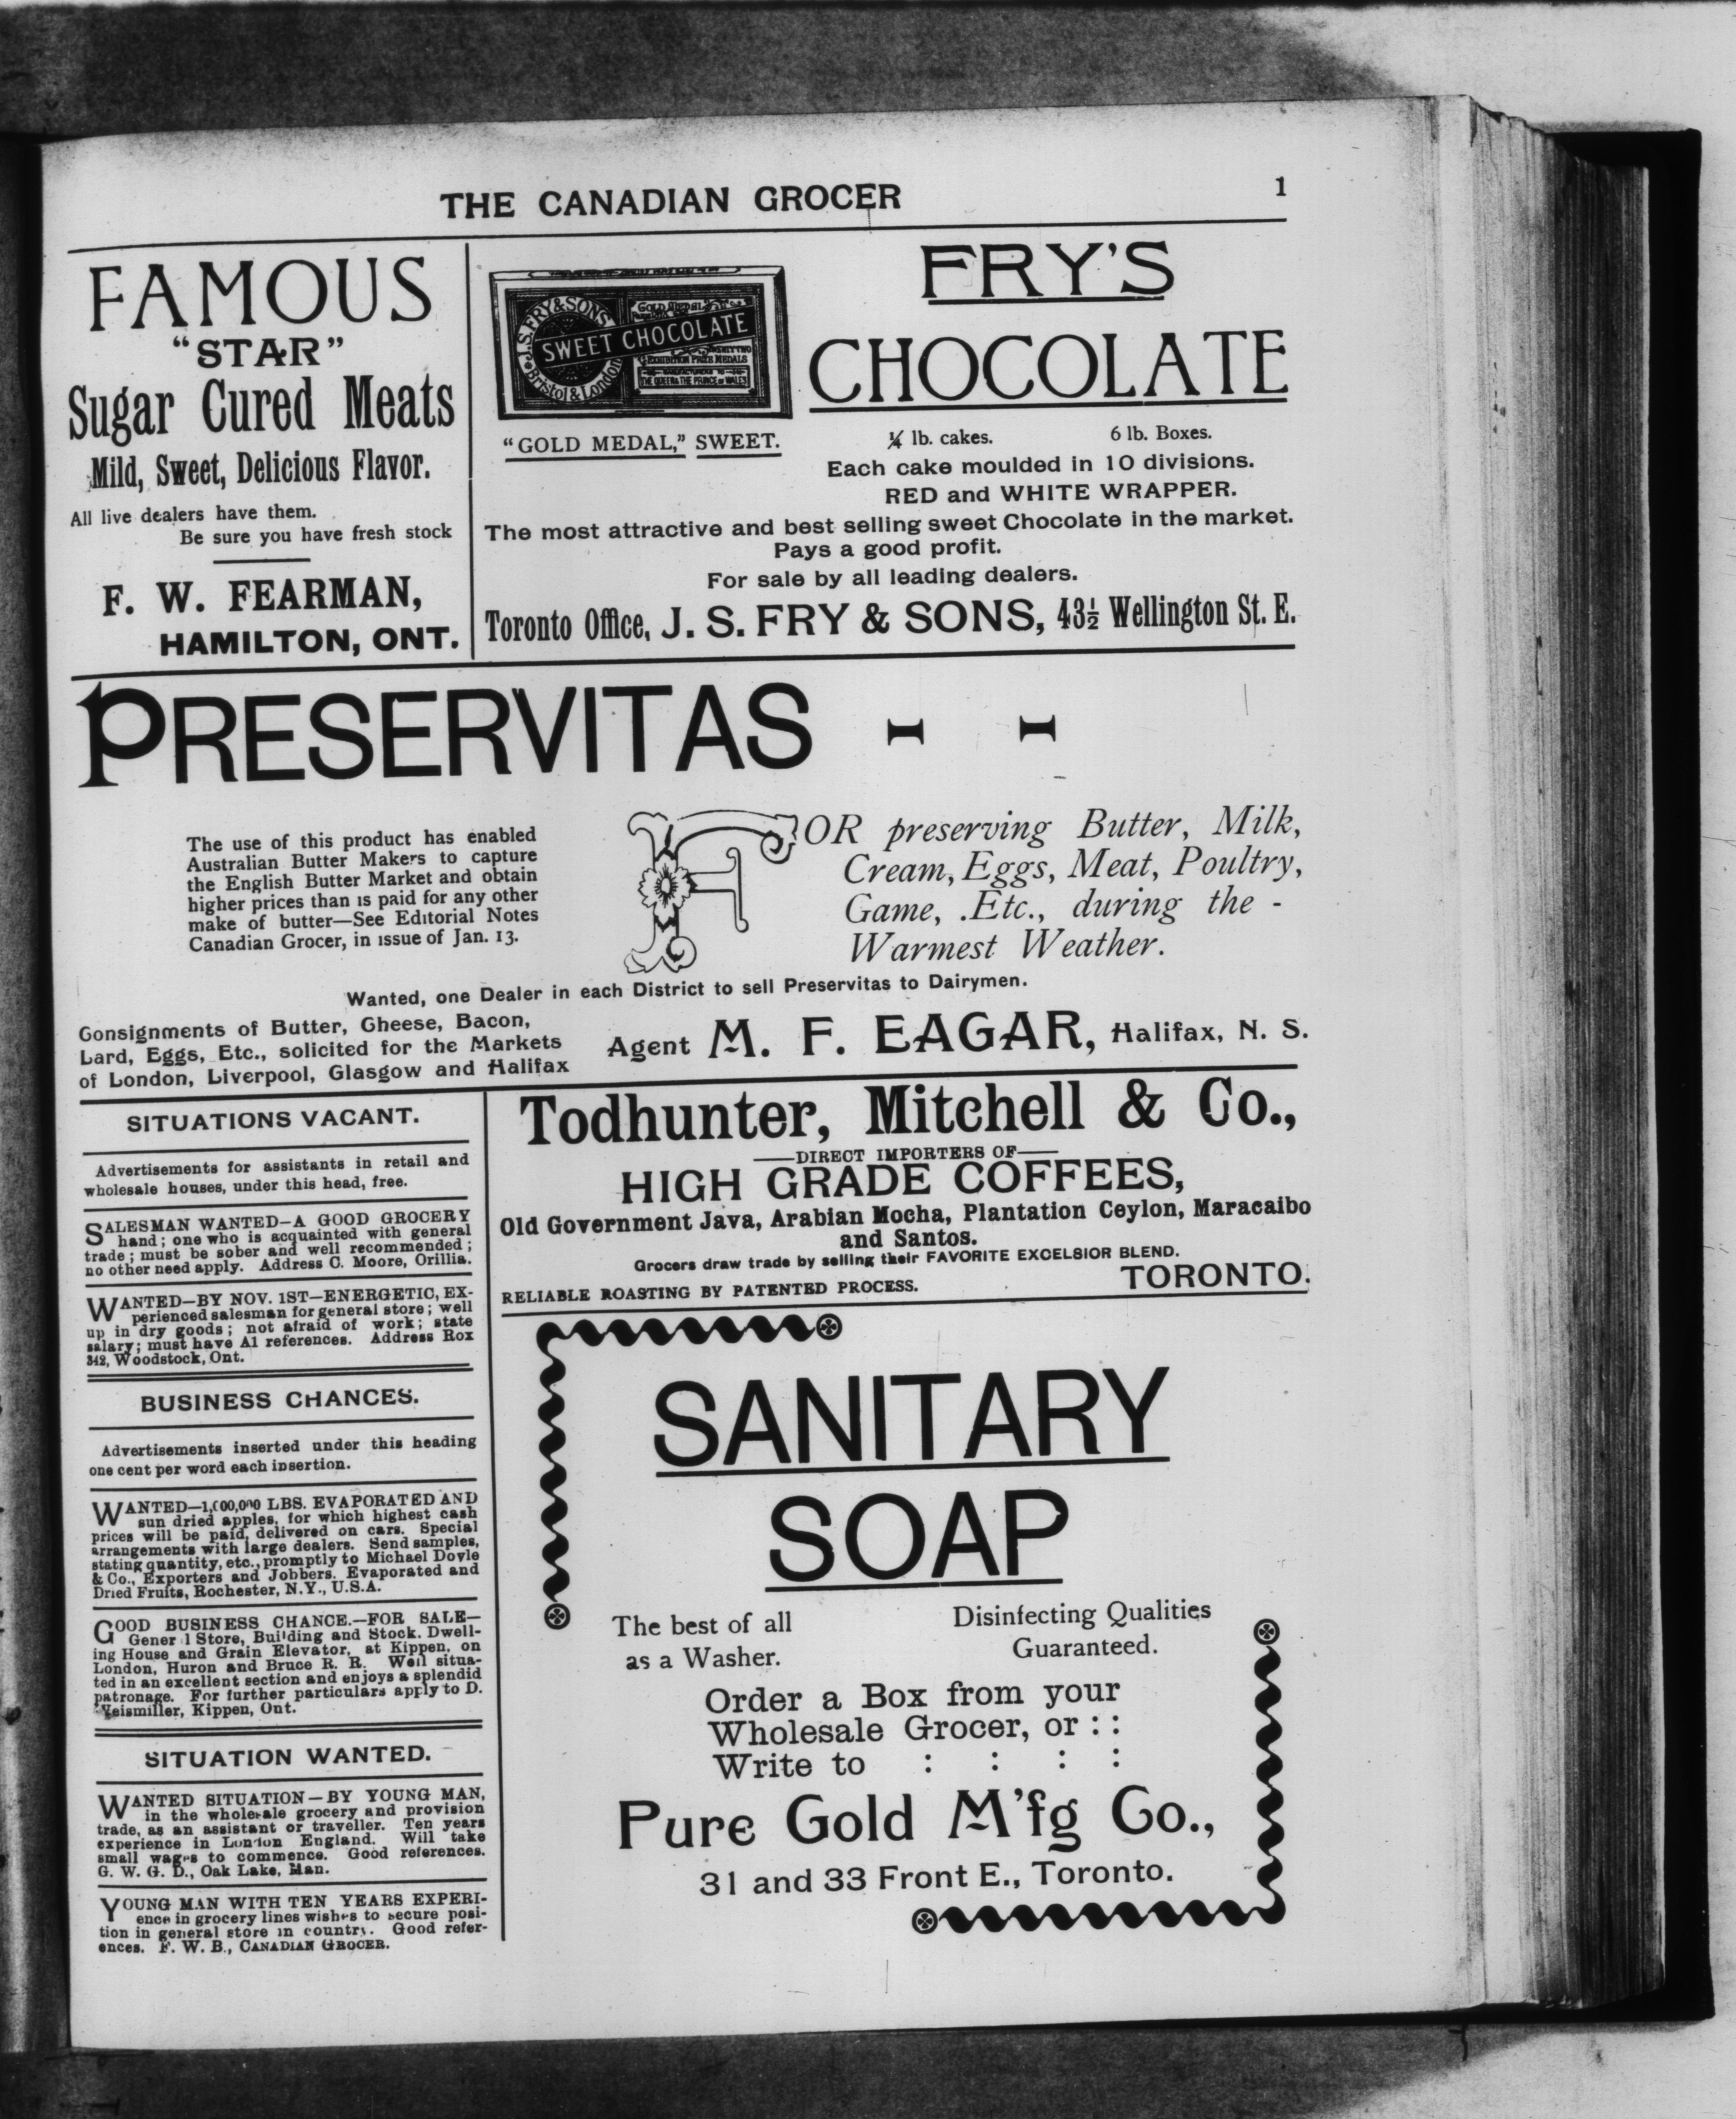 THE CANADIAN GROCER
1
FAMOUS
"STAR"
Sugar Cured Meats
Mild, Sweet, Delicious Flavor.
All live dealers have them.
Be sure you have fresh stock
F. W. FEARMAN,
HAMILTON, ONT.
J.S. FRY & SONS
Bristol & London
GOLD MEDAL
SWEET CHOCOLATE
EXHIBITION PRIZE MEDALS
THE QUEEN & THE PRINCE OF WALES
"GOLD MEDAL," SWEET.
FRY'S
CHOCOLATE
¼ lb. cakes. 6 lb. Boxes.
Each cake moulded in 10 divisions.
RED and WHITE WRAPPER.
The most attractive and best selling sweet Chocolate in the market.
Pays a good profit.
For sale by all leading dealers.
Toronto Office, J. S. FRY & SONS, 43½ Wellington St. E.
PRESERVITAS - -
The use of this product has enabled
Australian Butter Makers to capture
the English Butter Market and obtain
higher prices than is paid for any other
make of butter—See Editorial Notes
Canadian Grocer, in issue of Jan. 13.
FOR preserving Butter, Milk,
Cream, Eggs, Meat, Poultry,
Game, .Etc., during the -
Warmest Weather.
Wanted, one Dealer in each District to sell Preservitas to Dairymen.
Consignments of Butter, Cheese, Bacon,
Lard, Eggs, Etc., solicited for the Markets
of London, Liverpool, Glasgow and Halifax
Agent M. F. EAGAR, Halifax, N. S.
SITUATIONS VACANT.
Advertisements for assistants in retail and
wholesale houses, under this head, free.
SALESMAN WANTED—A GOOD GROCERY
hand; one who is acquainted with general
trade; must be sober and well recommended;
no other need apply. Address C. Moore, Orillia.
WANTED—BY NOV. 1ST—ENERGETIC, EX-
perienced salesman for general store; well
up in dry goods; not afraid of work; state
salary; must have A1 references. Address Rox
342, Woodstock, Ont.
BUSINESS CHANCES.
Advertisements inserted under this heading
one cent per word each insertion.
WANTED—1,000,000 LBS. EVAPORATED AND
sun dried apples, for which highest cash
prices will be paid, delivered on cars. Special
arrangements with large dealers. Send samples,
stating quantity, etc., promptly to Michael Doyle
& Co., Exporters and Jobbers. Evaporated and
Dried Fruits, Rochester, N.Y., U.S.A.
GOOD BUSINESS CHANCE.—FOR SALE—
General Store, Building and Stock. Dwell-
ing House and Grain Elevator, at Kippen, on
London, Huron and Bruce R. R. Well situa-
ted in an excellent section and enjoys a splendid
patronage. For further particulars apply to D.
Weismiller, Kippen, Ont.
SITUATION WANTED.
WANTED SITUATION—BY YOUNG MAN,
in the wholesale grocery and provision
trade, as an assistant or traveller. Ten years
experience in London England. Will take
small wages to commence. Good references.
G. W. G. D., Oak Lake, Man.
YOUNG MAN WITH TEN YEARS EXPERI-
ence in grocery lines wishes to secure posi-
tion in general store in country. Good refer-
ences. F. W. B., CANADIAN GROCER.
Todhunter, Mitchell & Co.,
—DIRECT IMPORTERS OF—
HIGH GRADE COFFEES,
Old Government Java, Arabian Mocha, Plantation Ceylon, Maracaibo
and Santos.
Grocers draw trade by selling their FAVORITE EXCELSIOR BLEND.
RELIABLE ROASTING BY PATENTED PROCESS. TORONTO.
SANITARY
SOAP
The best of all
as a Washer.
Disinfecting Qualities
Guaranteed.
Order a Box from your
Wholesale Grocer, or : :
Write to : : : :
Pure Gold M'fg Co.,
31 and 33 Front E., Toronto.